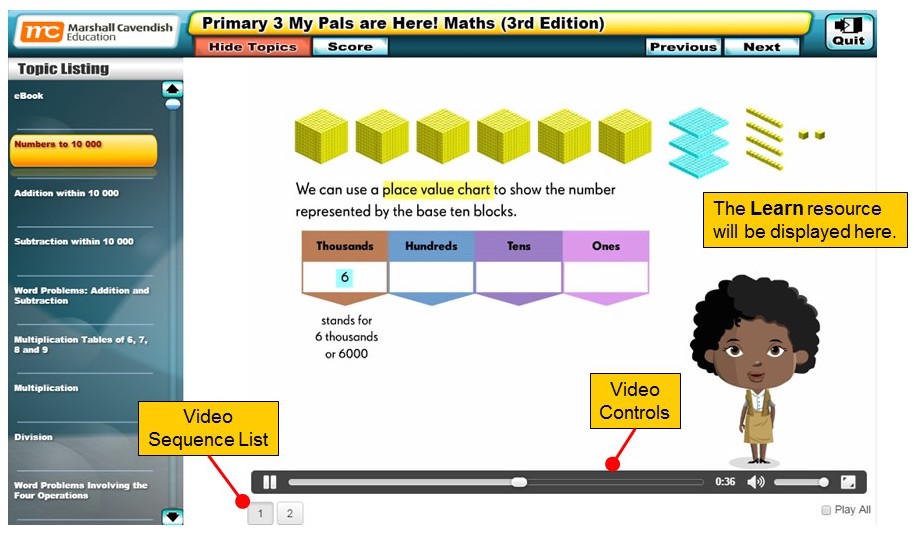 mc Marshall Cavendish
Education
Primary 3 My Pals are Here! Maths (3rd Edition)
Hide Topics
Score
Previous
Next
Quit
Topic Listing
eBook
Numbers to 10 000
Addition within 10 000
Subtraction within 10 000
Word Problems: Addition and
Subtraction
Multiplication Tables of 6, 7,
8 and 9
Multiplication
Division
Word Problems Involving the
Four Operations
We can use a place value chart to show the number
represented by the base ten blocks.
Thousands
Hundreds
Tens
Ones
6
stands for
6 thousands
or 6000
The Learn resource
will be displayed here.
Video
Controls
Video
Sequence List
0:36
1
2
Play All